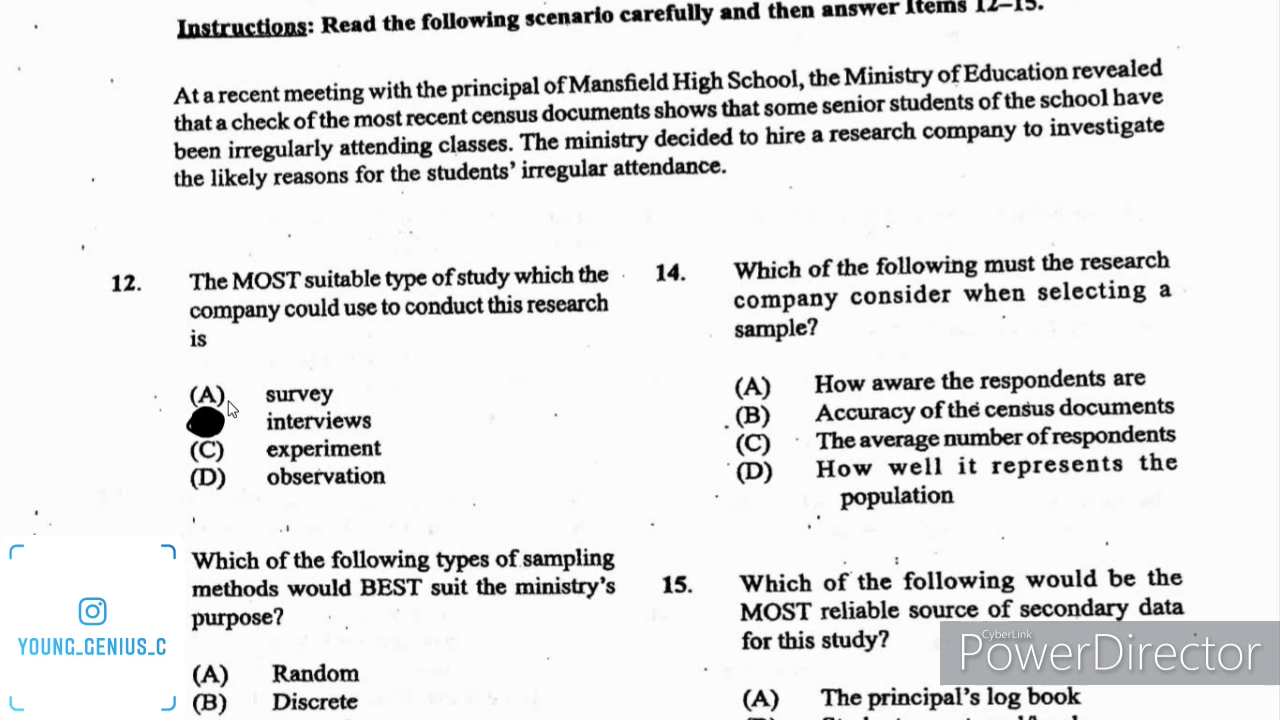 Instructions: Read the following scenario carefully and then answer Items 12–15.
At a recent meeting with the principal of Mansfield High School, the Ministry of Education revealed
that a check of the most recent census documents shows that some senior students of the school have
been irregularly attending classes. The ministry decided to hire a research company to investigate
the likely reasons for the students’ irregular attendance.
12. The MOST suitable type of study which the
company could use to conduct this research
is
(A) survey
interviews
(C) experiment
(D) observation
Which of the following types of sampling
methods would BEST suit the ministry’s
purpose?
(A) Random
(B) Discrete
14. Which of the following must the research
company consider when selecting a
sample?
(A) How aware the respondents are
(B) Accuracy of the census documents
(C) The average number of respondents
(D) How well it represents the
population
15. Which of the following would be the
MOST reliable source of secondary data
for this study?
(A) The principal’s log book
YOUNG_GENIUS_C
CyberLink
PowerDirector